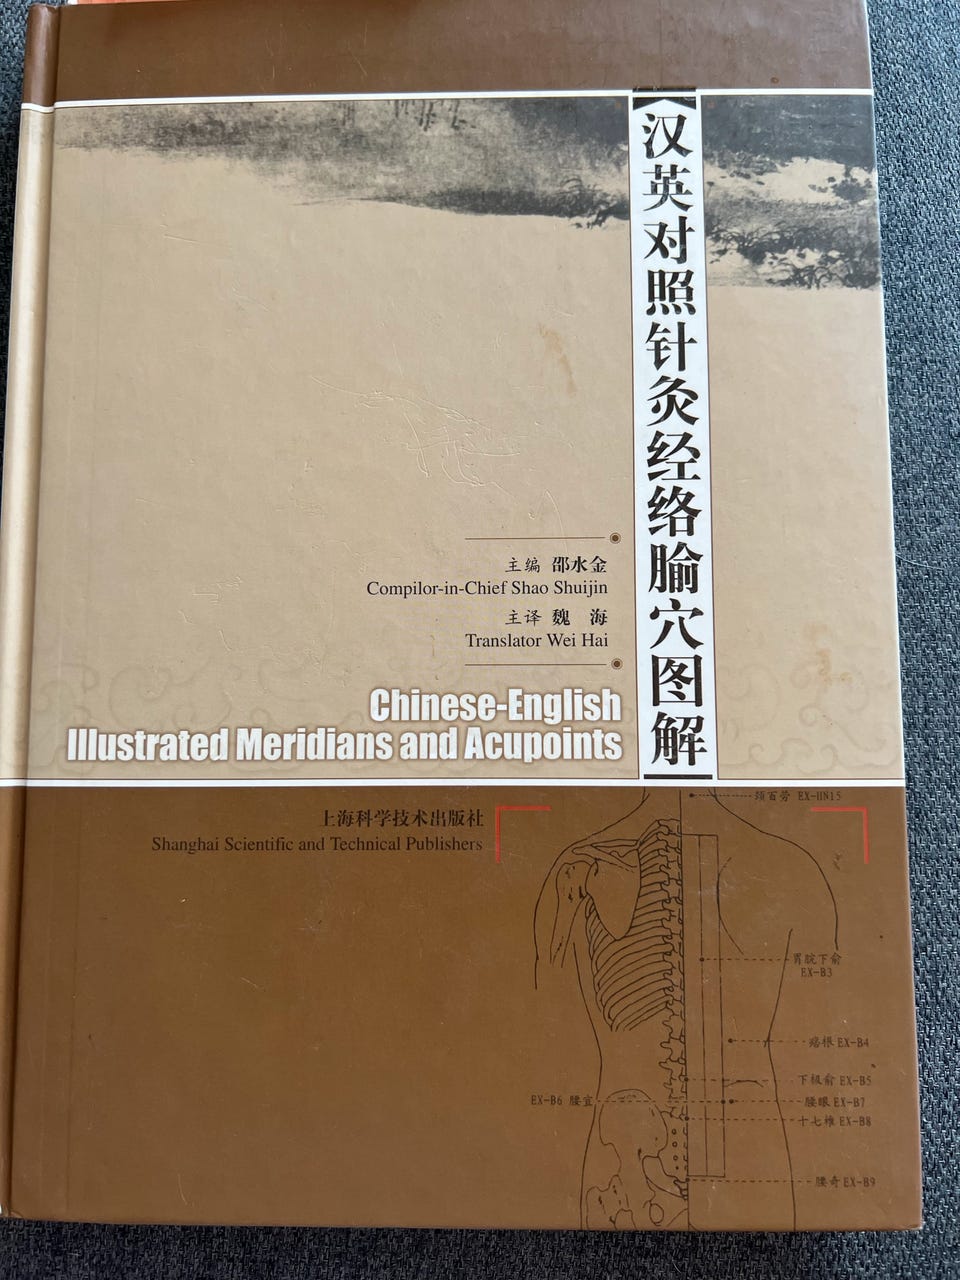 汉英对照针灸经络腧穴图解
主编 邵水金
Compilor-in-Chief Shao Shuijin
主译 魏 海
Translator Wei Hai
Chinese-English
Illustrated Meridians and Acupoints
上海科学技术出版社
Shanghai Scientific and Technical Publishers
颈百劳 EX-HN15
胃脘下俞
EX-B3
痞根 EX-B4
下极俞 EX-B5
EX-B6 腰宜
腰眼 EX-B7
十七椎 EX-B8
腰奇 EX-B9